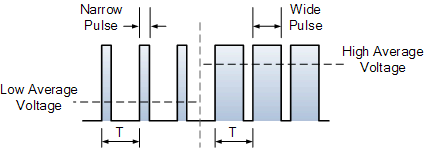 Narrow
Pulse
Wide
Pulse
High Average
Voltage
Low Average
Voltage
T
T